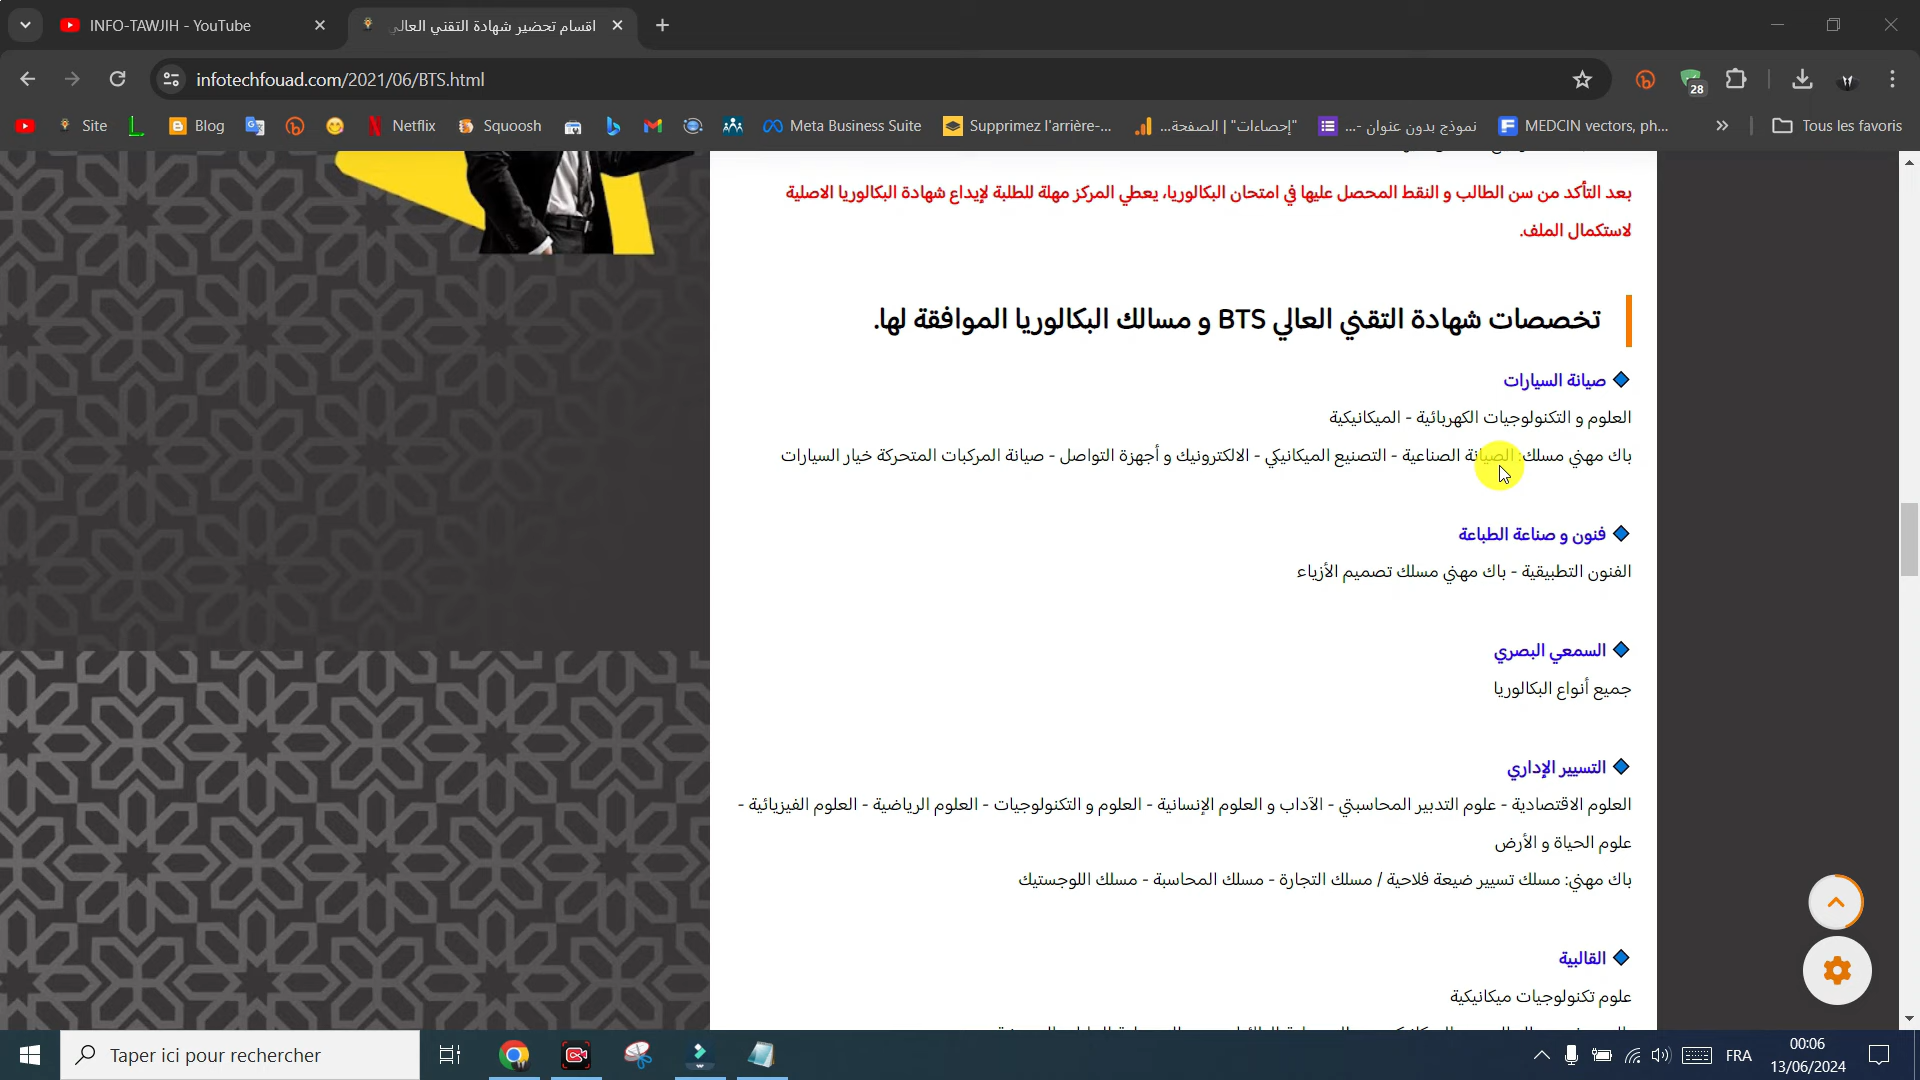 INFO-TAWJIH - YouTube
اقسام تحضير شهادة التقني العالي
infotechfouad.com/2021/06/BTS.html
28
Site
Blog
Netflix
Squoosh
Meta Business Suite
Supprimez l'arrière-...
"إحصاءات" | الصفحة...
نموذج بدون عنوان -...
MEDCIN vectors, ph...
Tous les favoris
بعد التأكد من سن الطالب و النقط المحصل عليها في امتحان البكالوريا، يعطي المركز مهلة للطلبة لإيداع شهادة البكالوريا الاصلية
لاستكمال الملف.
تخصصات شهادة التقني العالي BTS و مسالك البكالوريا الموافقة لها.
صيانة السيارات
العلوم و التكنولوجيات الكهربائية - الميكانيكية
باك مهني مسلك: الصيانة الصناعية - التصنيع الميكانيكي - الالكترونيك و أجهزة التواصل - صيانة المركبات المتحركة خيار السيارات
فنون و صناعة الطباعة
الفنون التطبيقية - باك مهني مسلك تصميم الأزياء
السمعي البصري
جميع أنواع البكالوريا
التسيير الإداري
العلوم الاقتصادية - علوم التدبير المحاسبتي - الآداب و العلوم الإنسانية - العلوم و التكنولوجيات - العلوم الرياضية - العلوم الفيزيائية -
علوم الحياة و الأرض
باك مهني: مسلك تسيير ضيعة فلاحية / مسلك التجارة - مسلك المحاسبة - مسلك اللوجستيك
القالبية
علوم تكنولوجيات ميكانيكية
Taper ici pour rechercher
FRA
00:06
13/06/2024